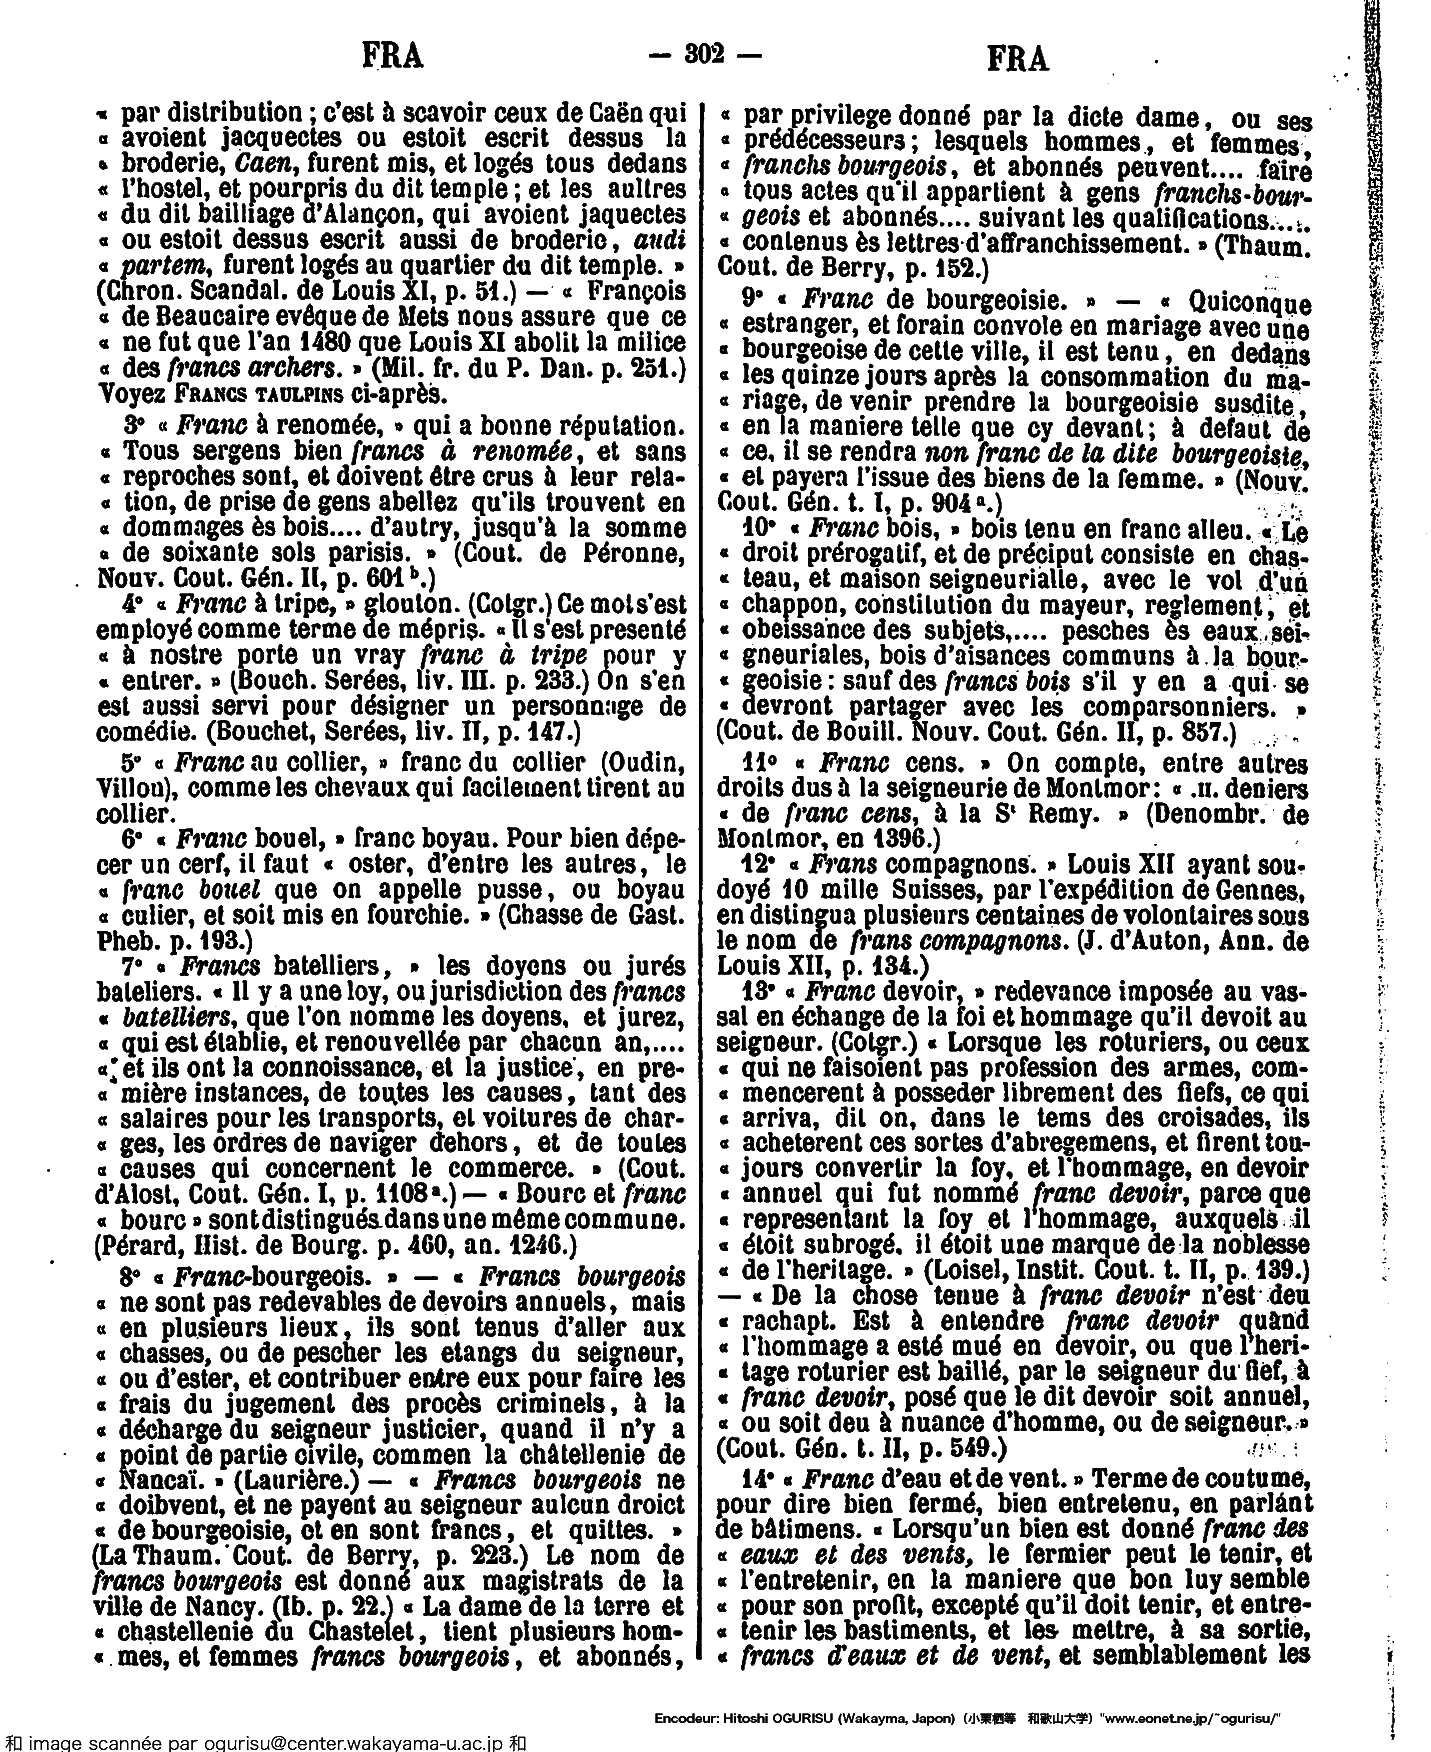 FRA — 302 — FRA
« par distribution ; c'est à scavoir ceux de Caën qui
« avoient jacquectes ou estoit escrit dessus la
« broderie, Caen, furent mis, et logés tous dedans
« l'hostel, et pourpris du dit temple ; et les aultres
« du dit bailliage d'Alançon, qui avoient jaquectes
« ou estoit dessus escrit aussi de broderie, audi
« partem, furent logés au quartier du dit temple. »
(Chron. Scandal. de Louis XI, p. 51.) — « François
« de Beaucaire evêque de Mets nous assure que ce
« ne fut que l'an 1480 que Louis XI abolit la milice
« des francs archers. » (Mil. fr. du P. Dan. p. 251.)
Voyez FRANCS TAULPINS ci-après.
3° « Franc à renomée, » qui a bonne réputation.
« Tous sergens bien francs à renomée, et sans
« reproches sont, et doivent être crus à leur rela-
« tion, de prise de gens abellez qu'ils trouvent en
« dommages ès bois.... d'autry, jusqu'à la somme
« de soixante sols parisis. » (Cout. de Péronne,
Nouv. Cout. Gén. II, p. 601 b.)
4° « Franc à tripe, » glouton. (Cotgr.) Ce mot s'est
employé comme terme de mépris. « Il s'est presenté
« à nostre porte un vray franc à tripe pour y
« entrer. » (Bouch. Serées, liv. III. p. 233.) On s'en
est aussi servi pour désigner un personnage de
comédie. (Bouchet, Serées, liv. II, p. 147.)
5° « Franc au collier, » franc du collier (Oudin,
Villon), comme les chevaux qui facilement tirent au
collier.
6° « Franc bouel, » franc boyau. Pour bien dépe-
cer un cerf, il faut « oster, d'entre les autres, le
« franc bouel que on appelle pusse, ou boyau
« culier, et soit mis en fourchie. » (Chasse de Gast.
Pheb. p. 193.)
7° « Francs batelliers, » les doyens ou jurés
bateliers. « Il y a une loy, ou jurisdiction des francs
« batelliers, que l'on nomme les doyens, et jurez,
« qui est établie, et renouvellée par chacun an,....
« et ils ont la connoissance, et la justice, en pre-
« mière instances, de toutes les causes, tant des
« salaires pour les transports, et voitures de char-
« ges, les ordres de naviger dehors, et de toutes
« causes qui concernent le commerce. » (Cout.
d'Alost, Cout. Gén. I, p. 1108 a.) — « Bourc et franc
« bourc » sont distingués dans une même commune.
(Pérard, Hist. de Bourg. p. 460, an. 1246.)
8° « Franc-bourgeois. » — « Francs bourgeois
« ne sont pas redevables de devoirs annuels, mais
« en plusieurs lieux, ils sont tenus d'aller aux
« chasses, ou de pescher les etangs du seigneur,
« ou d'ester, et contribuer entre eux pour faire les
« frais du jugement des procès criminels, à la
« décharge du seigneur justicier, quand il n'y a
« point de partie civile, commen la châtellenie de
« Nancaï. » (Laurière.) — « Francs bourgeois ne
« doibvent, et ne payent au seigneur aulcun droict
« de bourgeoisie, et en sont francs, et quittes. »
(La Thaum. Cout. de Berry, p. 223.) Le nom de
francs bourgeois est donné aux magistrats de la
ville de Nancy. (Ib. p. 22.) « La dame de la terre et
« chastellenie du Chastelet, tient plusieurs hom-
« mes, et femmes francs bourgeois, et abonnés,
« par privilege donné par la dicte dame, ou ses
« prédécesseurs ; lesquels hommes, et femmes,
« franchs bourgeois, et abonnés peuvent.... faire
« tous actes qu'il appartient à gens franchs-bour-
« geois et abonnés.... suivant les qualifications....
« contenus ès lettres d'affranchissement. » (Thaum.
Cout. de Berry, p. 152.)
9° « Franc de bourgeoisie. » — « Quiconque
« estranger, et forain convole en mariage avec une
« bourgeoise de cette ville, il est tenu, en dedans
« les quinze jours après la consommation du ma-
« riage, de venir prendre la bourgeoisie susdite,
« en la maniere telle que cy devant ; à defaut de
« ce, il se rendra non franc de la dite bourgeoisie,
« et payera l'issue des biens de la femme. » (Nouv.
Cout. Gén. t. I, p. 904 a.)
10° « Franc bois, » bois tenu en franc alleu. « Le
« droit prérogatif, et de préciput consiste en chas-
« teau, et maison seigneurialle, avec le vol d'un
« chappon, constitution du mayeur, reglement, et
« obeissance des subjets,.... pesches ès eaux sei-
« gneuriales, bois d'aisances communs à la bour-
« geoisie : sauf des francs bois s'il y en a qui se
« devront partager avec les comparsonniers. »
(Cout. de Bouill. Nouv. Cout. Gén. II, p. 857.)
11° « Franc cens. » On compte, entre autres
droits dus à la seigneurie de Montmor : « .II. deniers
« de franc cens, à la St Remy. » (Denombr. de
Montmor, en 1396.)
12° « Frans compagnons. » Louis XII ayant sou-
doyé 10 mille Suisses, par l'expédition de Gennes,
en distingua plusieurs centaines de volontaires sous
le nom de frans compagnons. (J. d'Auton, Ann. de
Louis XII, p. 134.)
13° « Franc devoir, » redevance imposée au vas-
sal en échange de la foi et hommage qu'il devoit au
seigneur. (Cotgr.) « Lorsque les roturiers, ou ceux
« qui ne faisoient pas profession des armes, com-
« mencerent à posseder librement des fiefs, ce qui
« arriva, dit on, dans le tems des croisades, ils
« acheterent ces sortes d'abregemens, et firent tou-
« jours convertir la foy, et l'hommage, en devoir
« annuel qui fut nommé franc devoir, parce que
« representant la foy et l'hommage, auxquels il
« étoit subrogé, il étoit une marque de la noblesse
« de l'heritage. » (Loisel, Instit. Cout. t. II, p. 139.)
— « De la chose tenue à franc devoir n'est deu
« rachapt. Est à entendre franc devoir quand
« l'hommage a esté mué en devoir, ou que l'heri-
« tage roturier est baillé, par le seigneur du fief, à
« franc devoir, posé que le dit devoir soit annuel,
« ou soit deu à nuance d'homme, ou de seigneur. »
(Cout. Gén. t. II, p. 549.)
14° « Franc d'eau et de vent. » Terme de coutume,
pour dire bien fermé, bien entretenu, en parlant
de bâtimens. « Lorsqu'un bien est donné franc des
« eaux et des vents, le fermier peut le tenir, et
« l'entretenir, en la maniere que bon luy semble
« pour son profit, excepté qu'il doit tenir, et entre-
« tenir les bastiments, et les mettre, à sa sortie,
« francs d'eaux et de vent, et semblablement les
Encodeur: Hitoshi OGURISU (Wakayma, Japon) (小栗栖等 和歌山大学) "www.eonet.ne.jp/~ogurisu/"
和 image scannée par ogurisu@center.wakayama-u.ac.jp 和